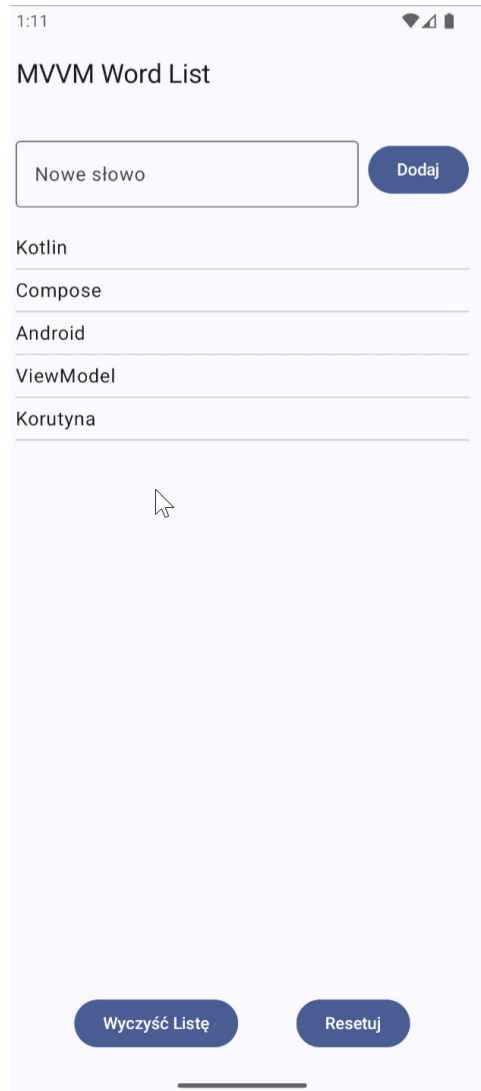 1:11
MVVM Word List
Nowe słowo
Dodaj
Kotlin
Compose
Android
ViewModel
Korutyna
Wyczyść Listę
Resetuj